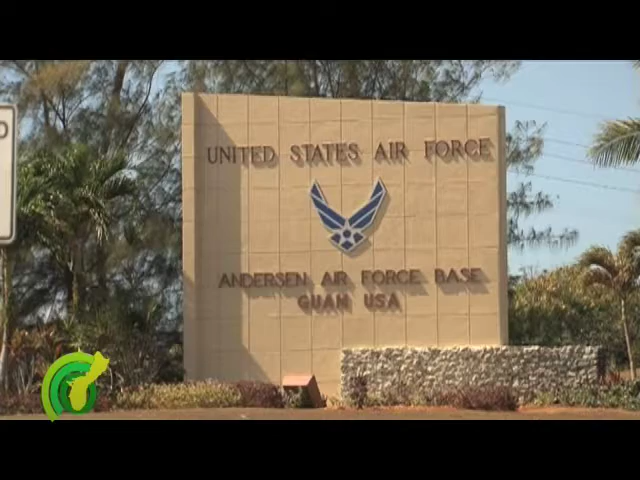 UNITED STATES AIR FORCE
ANDERSEN AIR FORCE BASE
GUAM USA